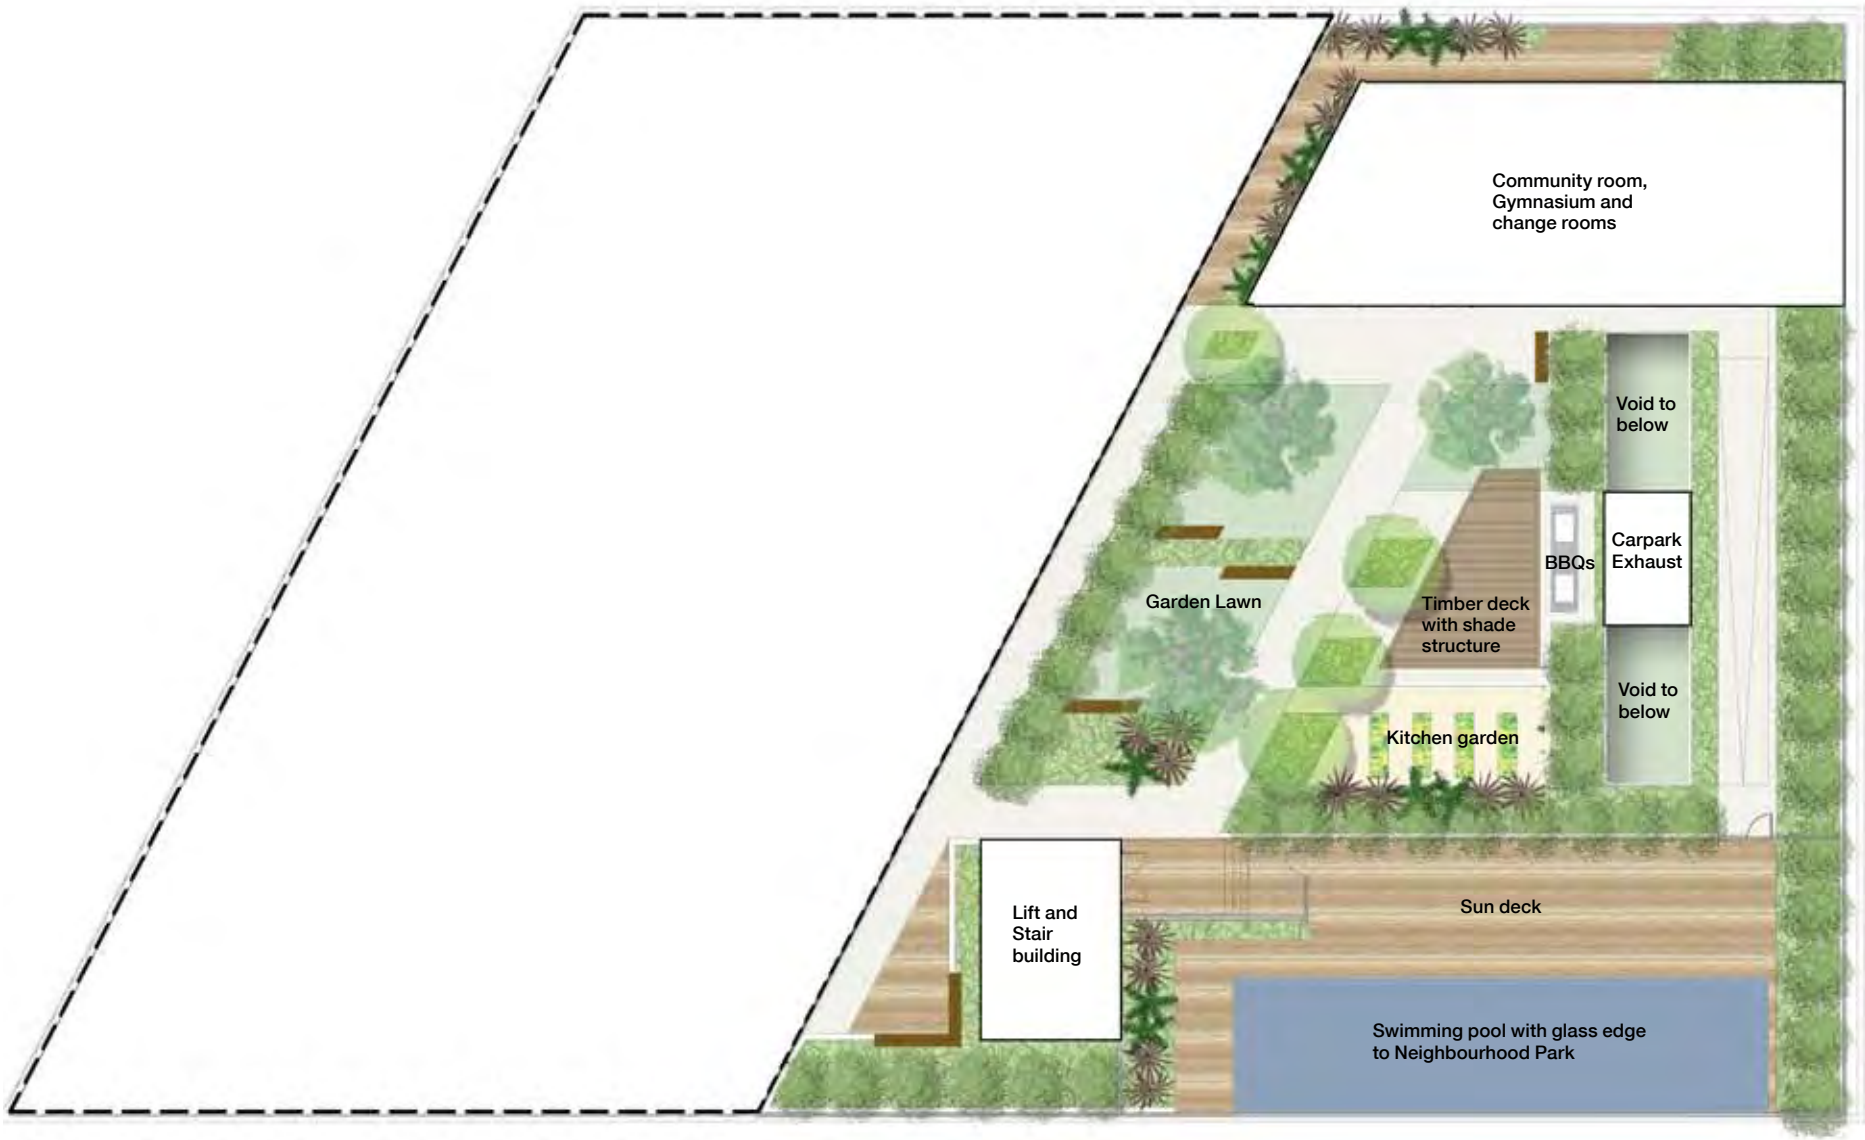 Community room,
Gymnasium and
change rooms
Void to
below
Carpark
Exhaust
BBQs
Garden Lawn
Timber deck
with shade
structure
Void to
below
Kitchen garden
Lift and
Stair
building
Sun deck
Swimming pool with glass edge
to Neighbourhood Park